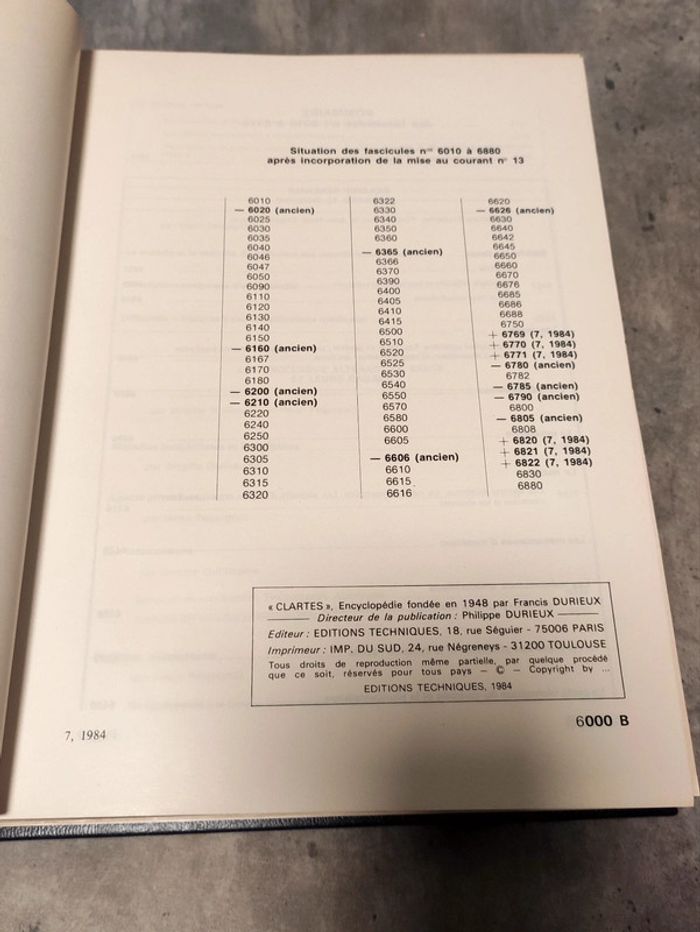 Situation des fascicules nos 6010 à 6880
après incorporation de la mise au courant n° 13
6010
— 6020 (ancien)
6025
6030
6035
6040
6046
6047
6050
6090
6110
6120
6130
6140
6150
— 6160 (ancien)
6167
6170
6180
— 6200 (ancien)
— 6210 (ancien)
6220
6240
6250
6300
6305
6310
6315
6320
6322
6330
6340
6350
6360
— 6365 (ancien)
6366
6370
6390
6400
6405
6410
6415
6500
6510
6520
6525
6530
6540
6550
6570
6580
6600
6605
— 6606 (ancien)
6610
6615
6616
6620
— 6626 (ancien)
6630
6640
6642
6645
6650
6660
6670
6676
6685
6686
6688
6750
+ 6769 (7, 1984)
+ 6770 (7, 1984)
+ 6771 (7, 1984)
— 6780 (ancien)
6782
— 6785 (ancien)
— 6790 (ancien)
6800
— 6805 (ancien)
6808
+ 6820 (7, 1984)
+ 6821 (7, 1984)
+ 6822 (7, 1984)
6830
6880
« CLARTES », Encyclopédie fondée en 1948 par Francis DURIEUX
— Directeur de la publication : Philippe DURIEUX —
Editeur : EDITIONS TECHNIQUES, 18, rue Séguier - 75006 PARIS
Imprimeur : IMP. DU SUD, 24, rue Négreneys - 31200 TOULOUSE
Tous droits de reproduction même partielle, par quelque procédé
que ce soit, réservés pour tous pays — © — Copyright by ...
EDITIONS TECHNIQUES, 1984
7, 1984
6000 B